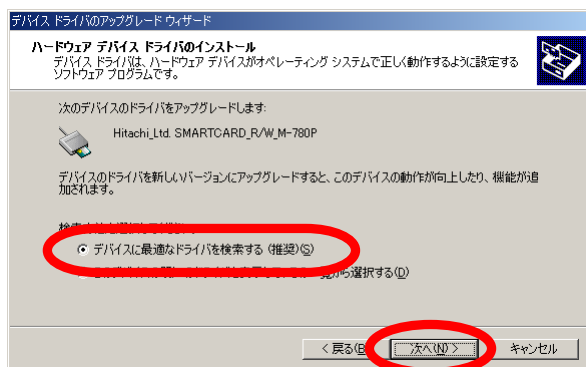 デバイス ドライバのアップグレード ウィザード
ハードウェア デバイス ドライバのインストール
デバイス ドライバは、ハードウェア デバイスがオペレーティング システムで正しく動作するように設定する
ソフトウェア プログラムです。
次のデバイスのドライバをアップグレードします:
Hitachi_Ltd. SMARTCARD_R/W_M-780P
デバイスのドライバを新しいバージョンにアップグレードすると、このデバイスの動作が向上したり、機能が追
加されます。
デバイスに最適なドライバを検索する (推奨)(S)
から選択する(D)
< 戻る(B 次へ(N) > キャンセル